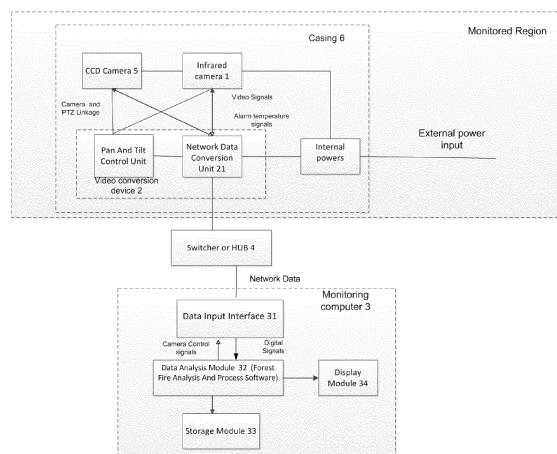 Monitored Region
Casing 6
CCD Camera 5
Infrared
camera 1
Camera and
PTZ Linkage
Video Signals
Alarm temperature
signals
Pan And Tilt
Control Unit
Network Data
Conversion
Unit 21
Internal
powers
External power
input
Video conversion
device 2
Switcher or HUB 4
Network Data
Monitoring
computer 3
Data Input Interface 31
Camera Control
signals
Digital
Signals
Data Analysis Module 32 (Forest
Fire Analysis And Process Software)
Display
Module 34
Storage Module 33